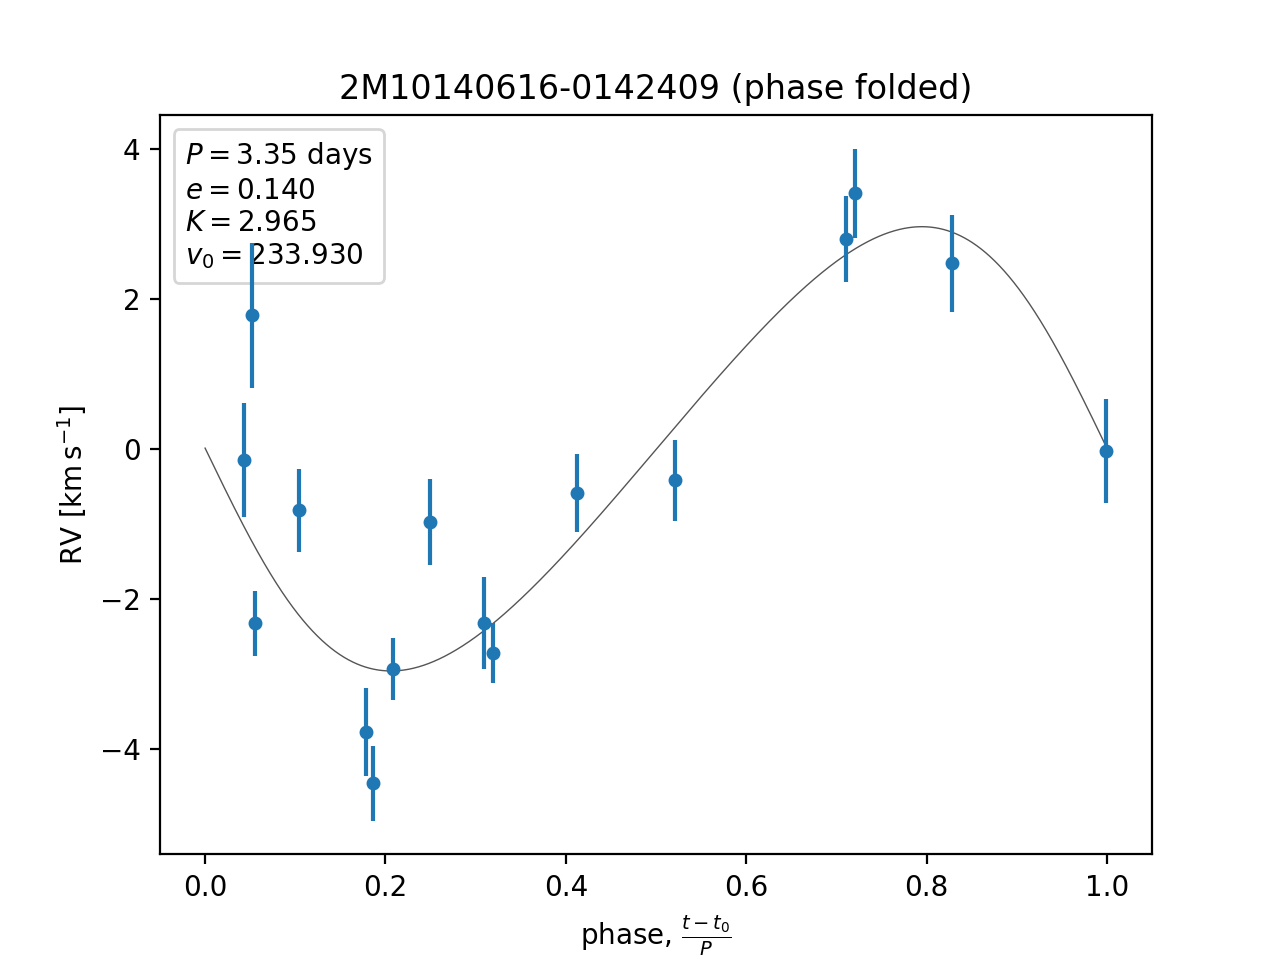 2M10140616-0142409 (phase folded)
P = 3.35 days
e = 0.140
K = 2.965
v₀ = 233.930
4
2
0
−2
−4
RV [km s⁻¹]
0.0 0.2 0.4 0.6 0.8 1.0
phase, (t − t₀)/P